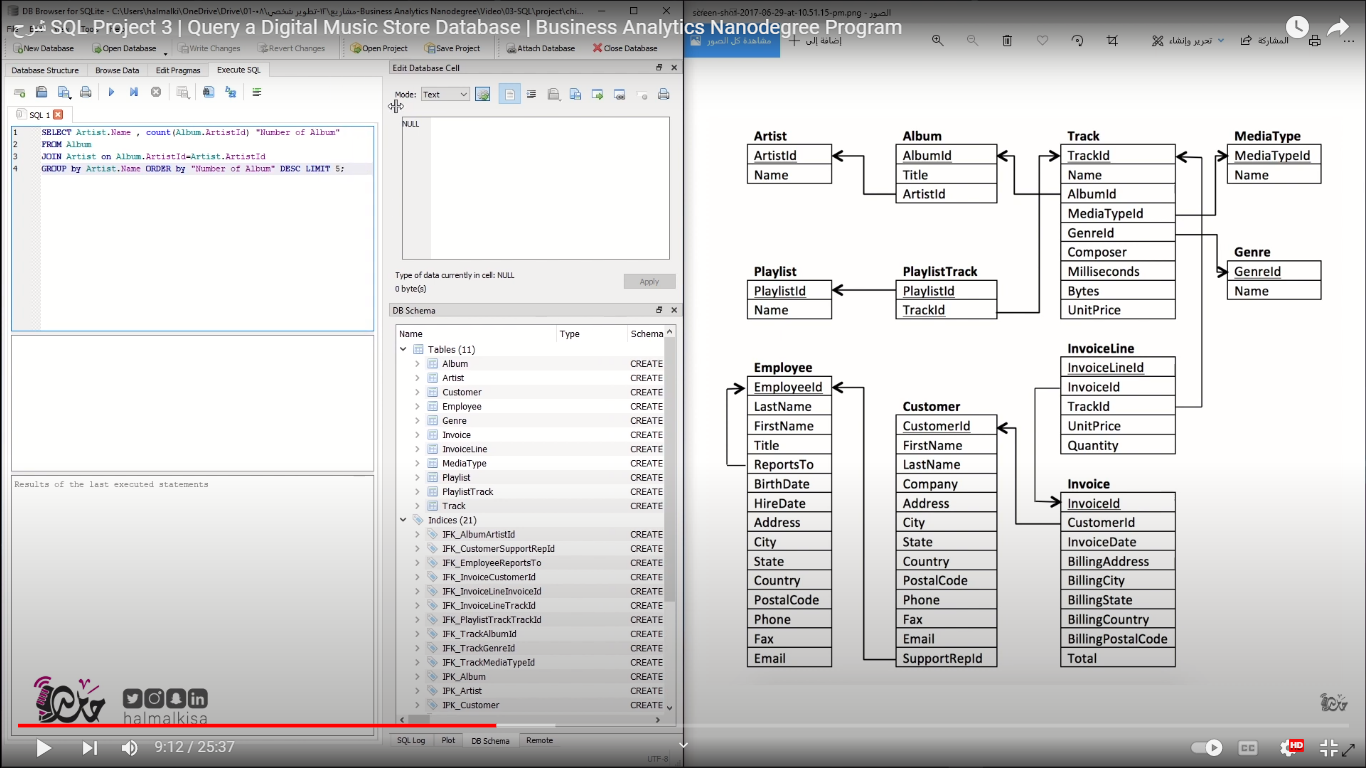 DB Browser for SQLite - C:\Users\halmalki\OneDrive\Drive\01-مشاريع\١٣-تطوير شخصي\٠٨-Business Analytics Nanodegree\Video\03-SQL\project\chi...
screen-shot-2017-06-29-at-10.51.15-pm.png - الصور
شرح SQL Project 3 | Query a Digital Music Store Database | Business Analytics Nanodegree Program
New Database
Open Database
Write Changes
Revert Changes
Open Project
Save Project
Attach Database
Close Database
مشاهدة كل الصور
إضافة إلى
تحرير وإنشاء
المشاركة
Database Structure
Browse Data
Edit Pragmas
Execute SQL
SQL 1
1 SELECT Artist.Name , count(Album.ArtistId) "Number of Album"
2 FROM Album
3 JOIN Artist on Album.ArtistId=Artist.ArtistId
4 GROUP by Artist.Name ORDER by "Number of Album" DESC LIMIT 5;
Results of the last executed statements
Edit Database Cell
Mode: Text
NULL
Type of data currently in cell: NULL
0 byte(s)
Apply
DB Schema
Name Type Schema
Tables (11)
Album CREATE
Artist CREATE
Customer CREATE
Employee CREATE
Genre CREATE
Invoice CREATE
InvoiceLine CREATE
MediaType CREATE
Playlist CREATE
PlaylistTrack CREATE
Track CREATE
Indices (21)
IFK_AlbumArtistId CREATE
IFK_CustomerSupportRepId CREATE
IFK_EmployeeReportsTo CREATE
IFK_InvoiceCustomerId CREATE
IFK_InvoiceLineInvoiceId CREATE
IFK_InvoiceLineTrackId CREATE
IFK_PlaylistTrackTrackId CREATE
IFK_TrackAlbumId CREATE
IFK_TrackGenreId CREATE
IFK_TrackMediaTypeId CREATE
IPK_Album CREATE
IPK_Artist CREATE
IPK_Customer CREATE
SQL Log
Plot
DB Schema
Remote
UTF-8
Artist
ArtistId
Name
Album
AlbumId
Title
ArtistId
Track
TrackId
Name
AlbumId
MediaTypeId
GenreId
Composer
Milliseconds
Bytes
UnitPrice
MediaType
MediaTypeId
Name
Genre
GenreId
Name
Playlist
PlaylistId
Name
PlaylistTrack
PlaylistId
TrackId
Employee
EmployeeId
LastName
FirstName
Title
ReportsTo
BirthDate
HireDate
Address
City
State
Country
PostalCode
Phone
Fax
Email
Customer
CustomerId
FirstName
LastName
Company
Address
City
State
Country
PostalCode
Phone
Fax
Email
SupportRepId
InvoiceLine
InvoiceLineId
InvoiceId
TrackId
UnitPrice
Quantity
Invoice
InvoiceId
CustomerId
InvoiceDate
BillingAddress
BillingCity
BillingState
BillingCountry
BillingPostalCode
Total
halmalkisa
9:12 / 25:37
CC
HD